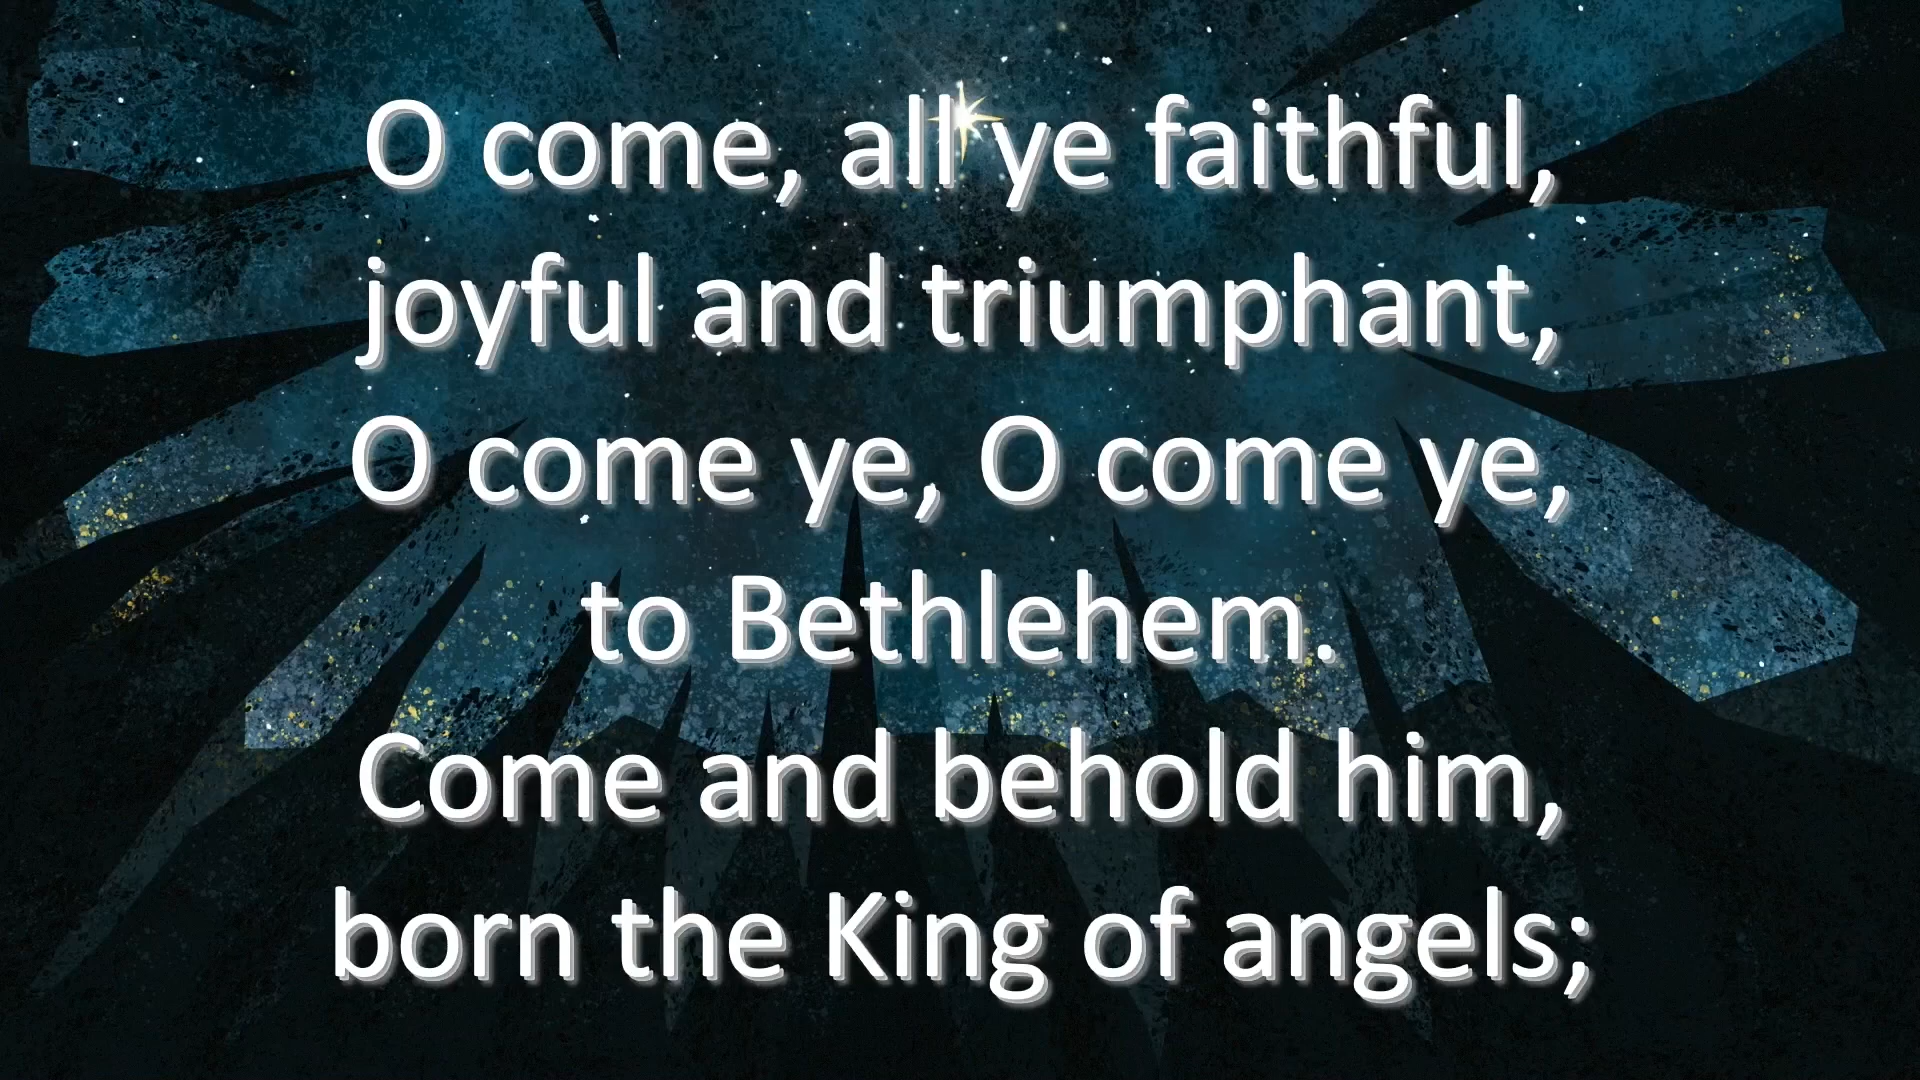 O come, all ye faithful,
joyful and triumphant,
O come ye, O come ye,
to Bethlehem.
Come and behold him,
born the King of angels;